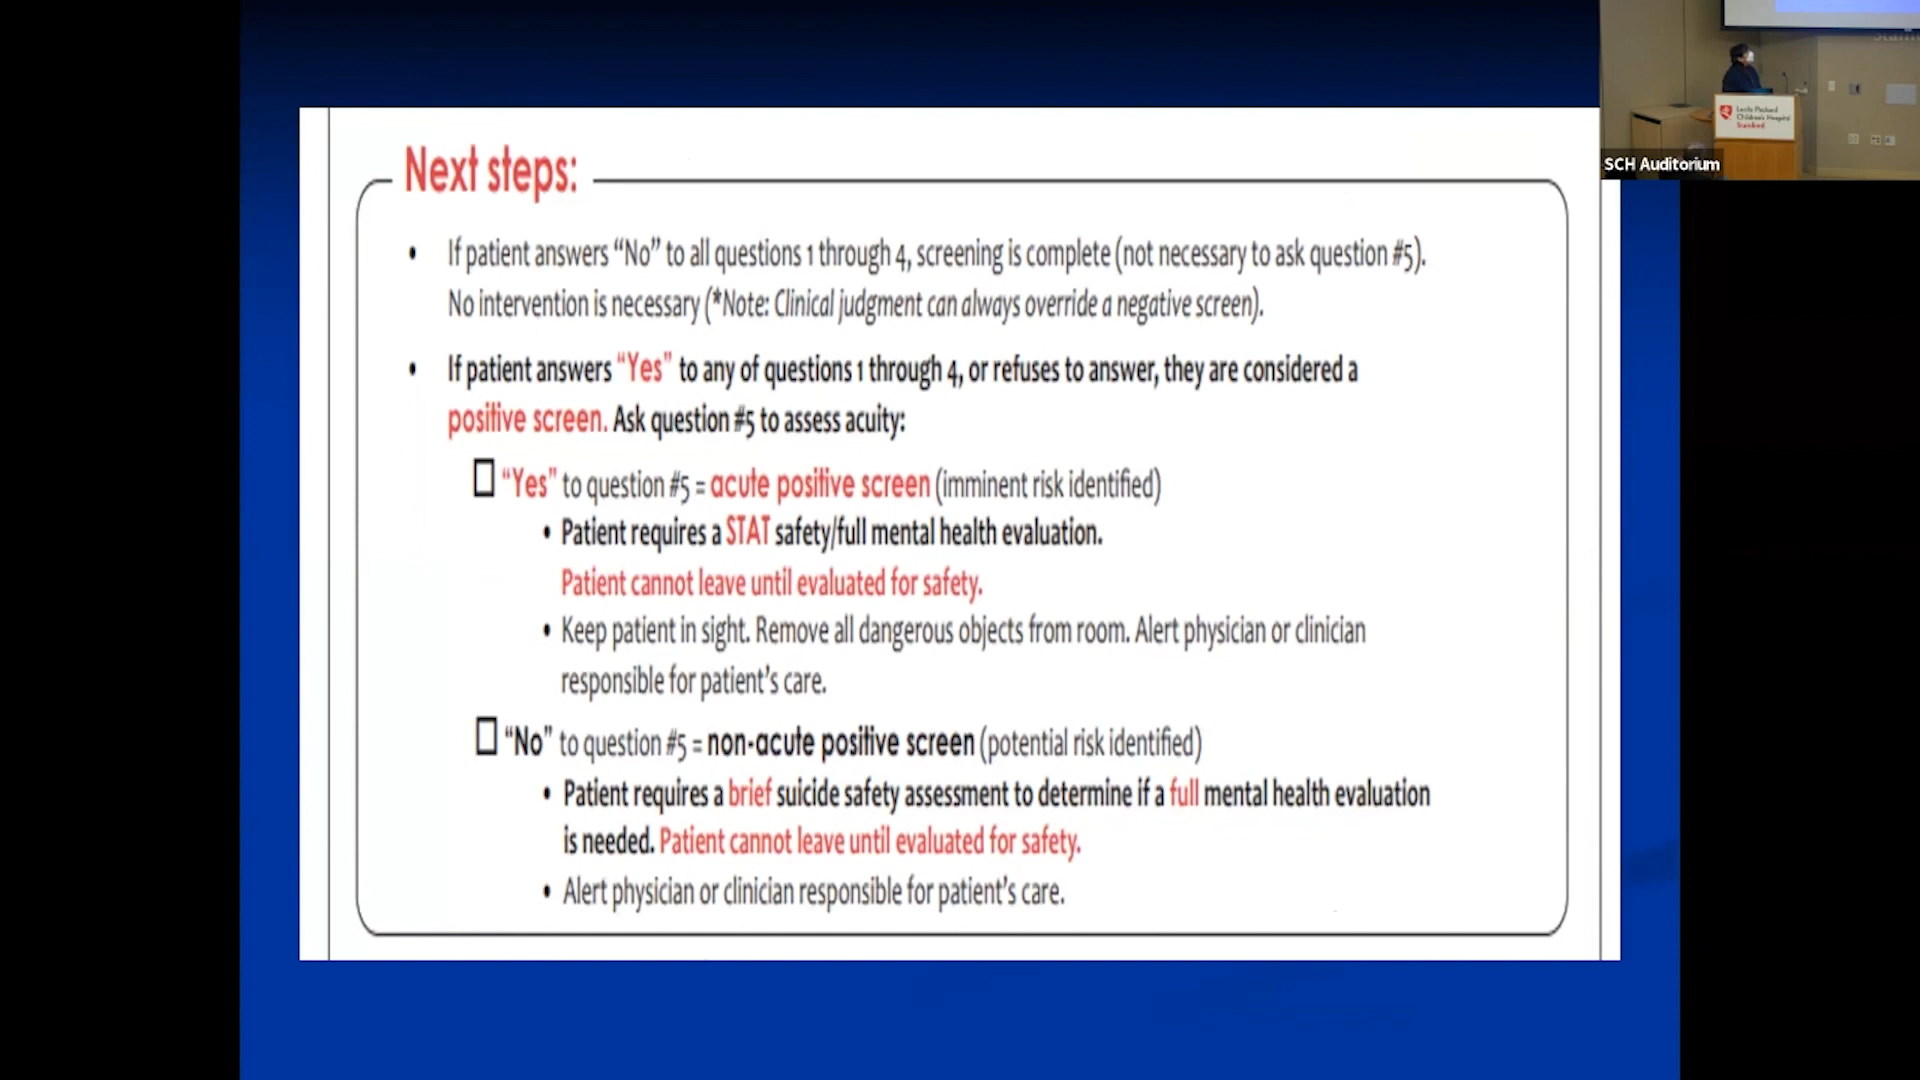 Next steps:
• If patient answers “No” to all questions 1 through 4, screening is complete (not necessary to ask question #5).
No intervention is necessary (*Note: Clinical judgment can always override a negative screen).
• If patient answers “Yes” to any of questions 1 through 4, or refuses to answer, they are considered a
positive screen. Ask question #5 to assess acuity:
☐ “Yes” to question #5 = acute positive screen (imminent risk identified)
• Patient requires a STAT safety/full mental health evaluation.
Patient cannot leave until evaluated for safety.
• Keep patient in sight. Remove all dangerous objects from room. Alert physician or clinician
responsible for patient’s care.
☐ “No” to question #5 = non-acute positive screen (potential risk identified)
• Patient requires a brief suicide safety assessment to determine if a full mental health evaluation
is needed. Patient cannot leave until evaluated for safety.
• Alert physician or clinician responsible for patient’s care.
Lucile Packard
Children's Hospital
Stanford
SCH Auditorium